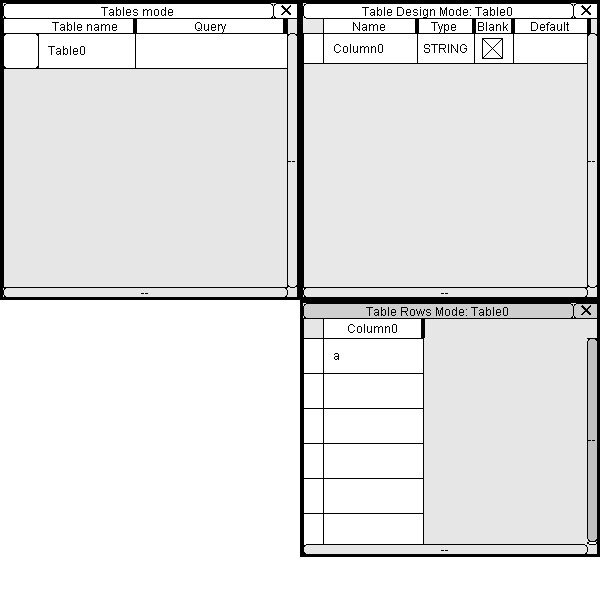 Tables mode
Table name Query
Table0
Table Design Mode: Table0
Name Type Blank Default
Column0 STRING
Table Rows Mode: Table0
Column0
a